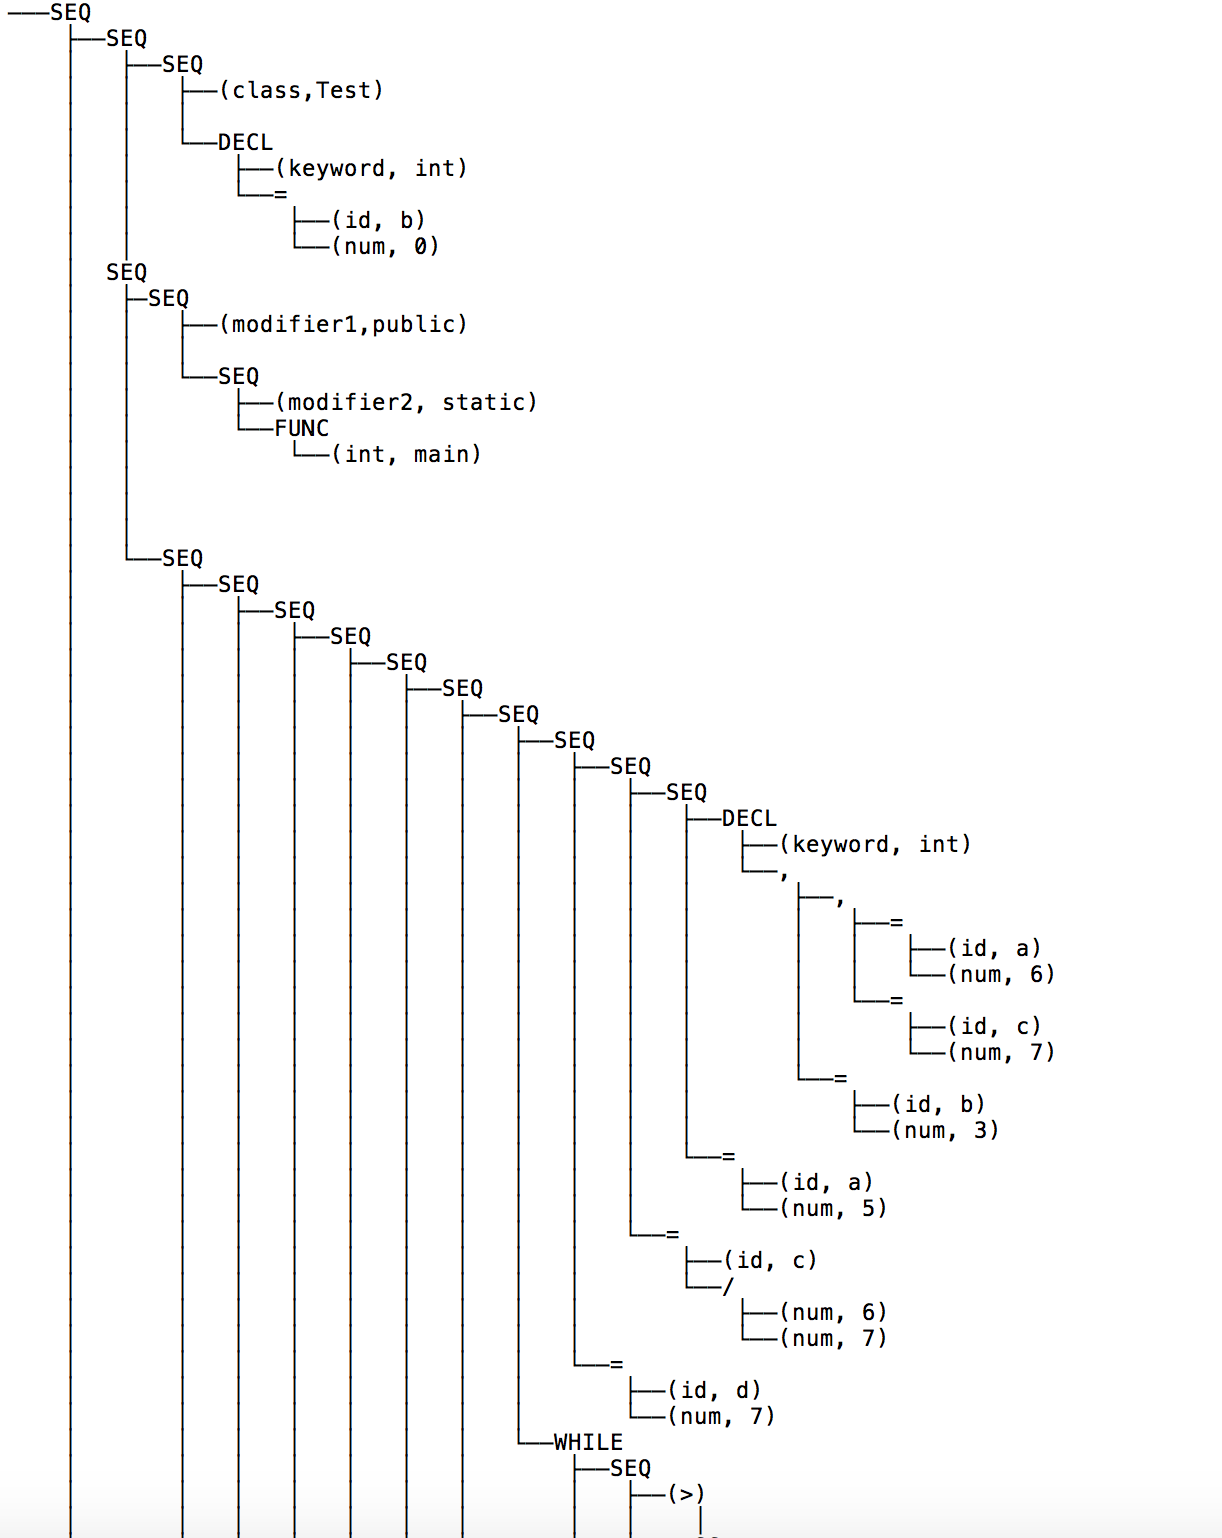 SEQ
SEQ
SEQ
(class,Test)
DECL
(keyword, int)
=
(id, b)
(num, 0)
SEQ
SEQ
(modifier1,public)
SEQ
(modifier2, static)
FUNC
(int, main)
SEQ
SEQ
SEQ
SEQ
SEQ
SEQ
SEQ
SEQ
SEQ
SEQ
DECL
(keyword, int)
,
,
=
(id, a)
(num, 6)
=
(id, c)
(num, 7)
=
(id, b)
(num, 3)
=
(id, a)
(num, 5)
=
(id, c)
/
(num, 6)
(num, 7)
=
(id, d)
(num, 7)
WHILE
SEQ
(>)